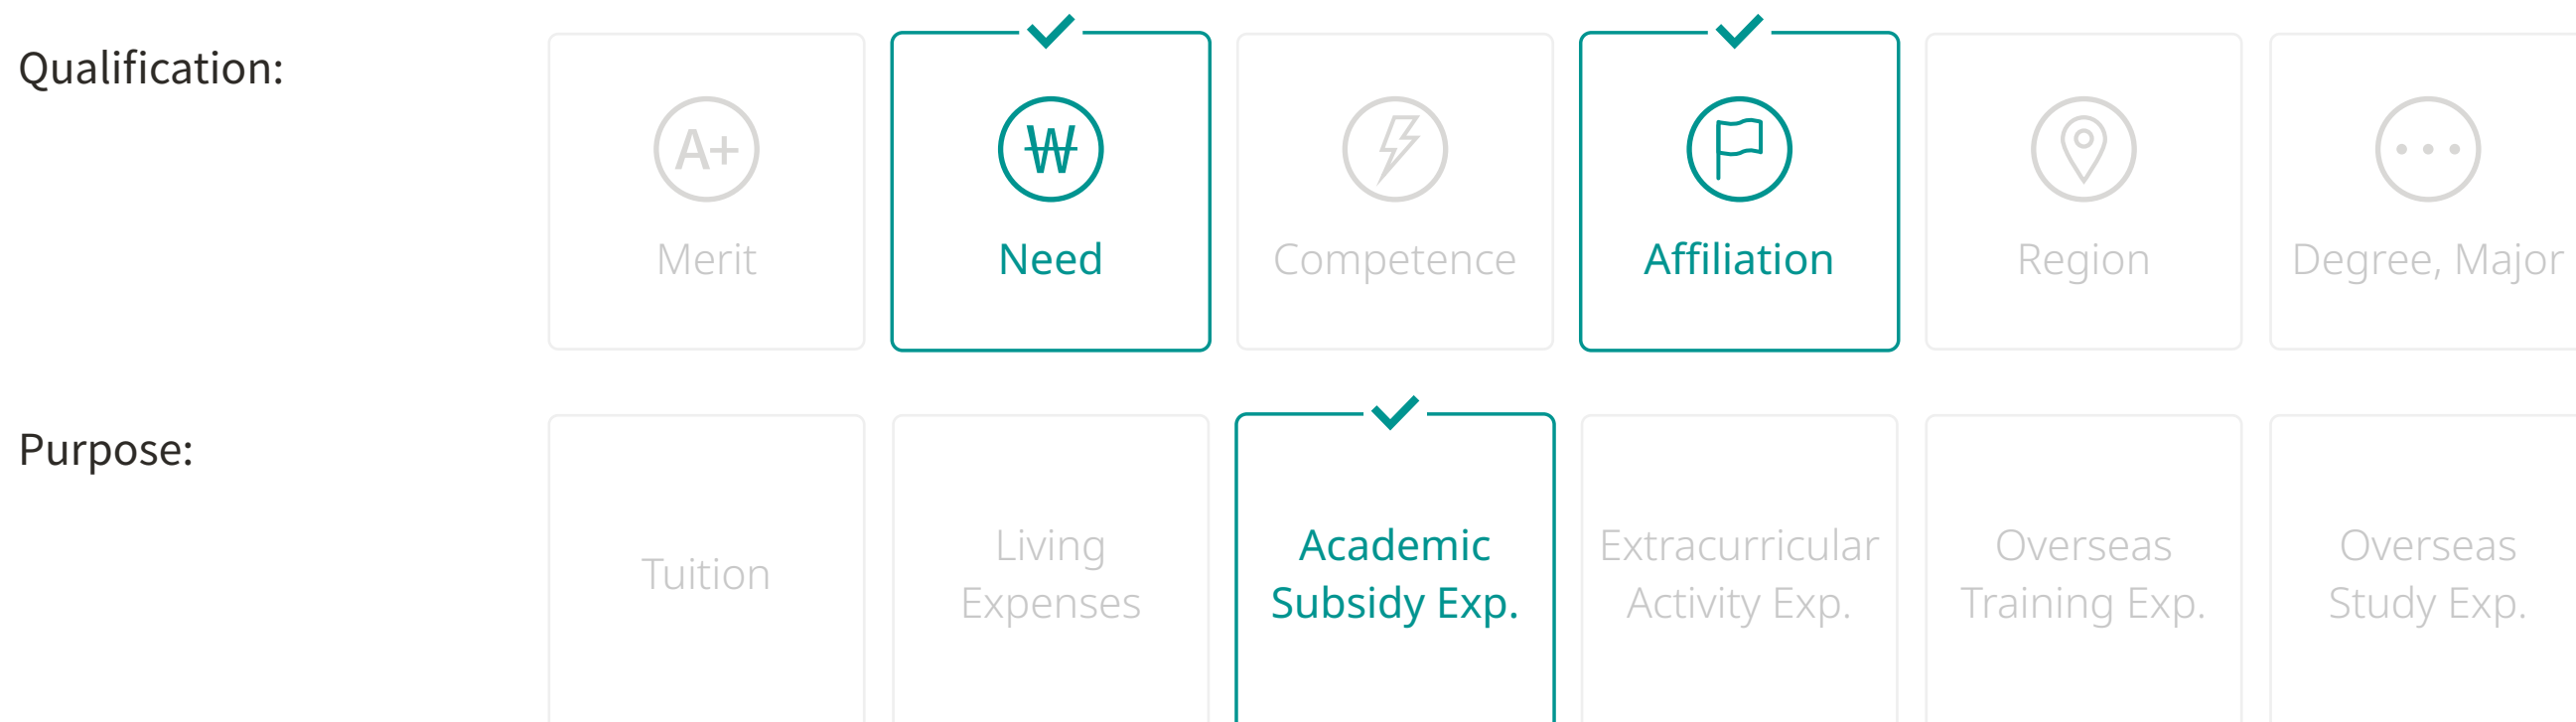 Qualification:
A+
₩
Merit
Need
Competence
Affiliation
Region
Degree, Major
Purpose:
Tuition
Living
Expenses
Academic
Subsidy Exp.
Extracurricular
Activity Exp.
Overseas
Training Exp.
Overseas
Study Exp.